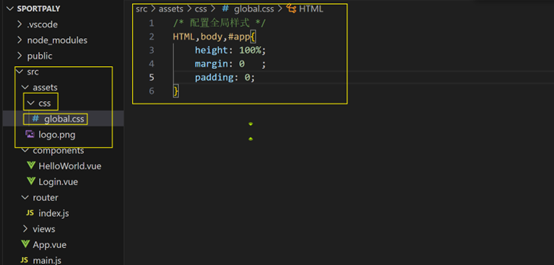 SPORTPALY
.vscode
node_modules
public
src
assets
css
# global.css
logo.png
components
HelloWorld.vue
Login.vue
router
JS index.js
views
App.vue
JS main.js
src > assets > css > # global.css > HTML
1 /* 配置全局样式 */
2 HTML,body,#app{
3 height: 100%;
4 margin: 0 ;
5 padding: 0;
6 }
*
*